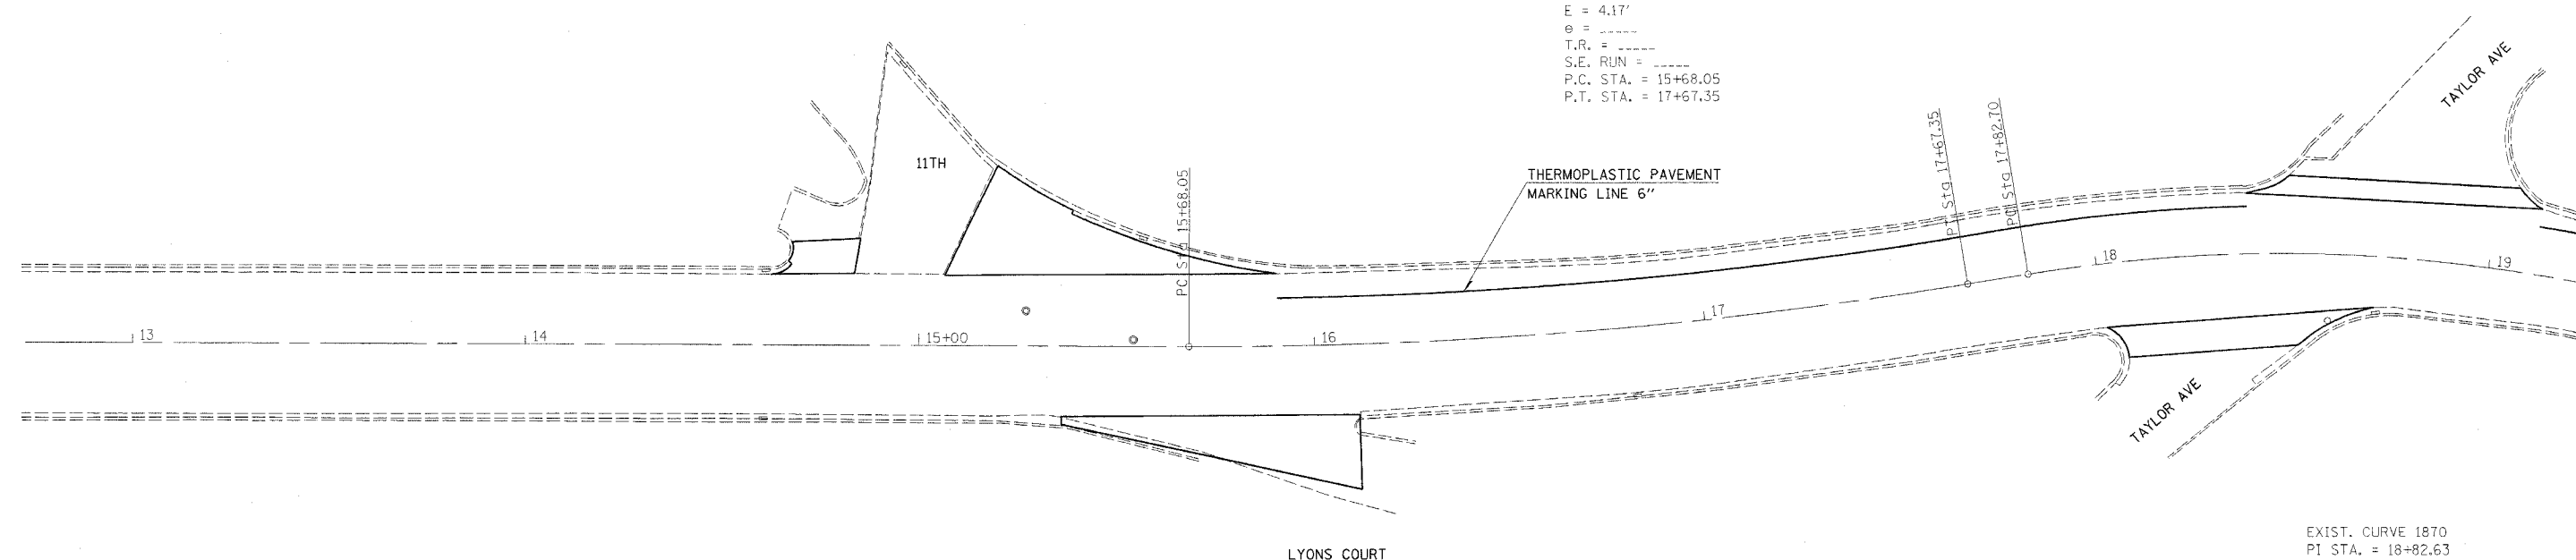 E = 4.17'
e = _____
T.R. = _____
S.E. RUN = _____
P.C. STA. = 15+68.05
P.T. STA. = 17+67.35
TAYLOR AVE
11TH
PC Sta 15+68.05
THERMOPLASTIC PAVEMENT
MARKING LINE 6"
PT Sta 17+67.35
PC Sta 17+82.70
13
14
15+00
16
17
18
19
TAYLOR AVE
LYONS COURT
EXIST. CURVE 1870
PI STA. = 18+82.63